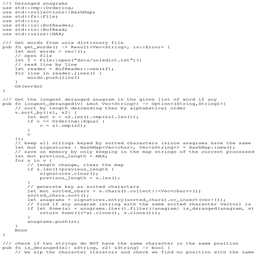 //! Deranged anagrams
use std::cmp::Ordering;
use std::collections::HashMap;
use std::fs::File;
use std::io;
use std::io::BufReader;
use std::io::BufRead;
use std::usize::MAX;

/// Get words from unix dictionary file
pub fn get_words() -> Result<Vec<String>, io::Error> {
let mut words = vec!();
// open file
let f = File::open("data/unixdict.txt")?;
// read line by line
let reader = BufReader::new(f);
for line in reader.lines() {
words.push(line?)
}
Ok(words)
}

/// Get the longest deranged anagram in the given list of word if any
pub fn longest_deranged(v: &mut Vec<String>) -> Option<(String,String)>{
// sort by length descending then by alphabetical order
v.sort_by(|s1, s2| {
let mut c = s2.len().cmp(&s1.len());
if c == Ordering::Equal {
c = s1.cmp(s2);
}
c
});
// keep all string keyed by sorted characters (since anagrams have the same
let mut signatures : HashMap<Vec<char>, Vec<&String>> = HashMap::new();
// save on memory by only keeping in the map strings of the current processed
let mut previous_length = MAX;
for s in v {
// length change, clear the map
if s.len()<previous_length {
signatures.clear();
previous_length = s.len();
}
// generate key as sorted characters
let mut sorted_chars = s.chars().collect::<Vec<char>>();
sorted_chars.sort();
let anagrams = signatures.entry(sorted_chars).or_insert(vec!());
// find if any anagram (string with the same sorted character vector) is
if let Some(a) = anagrams.iter().filter(|anagram| is_deranged(anagram, s)
return Some((a.clone(), s.clone()));
}
anagrams.push(s);
}
None
}

/// check if two strings do NOT have the same character in the same position
pub fn is_deranged(s1: &String, s2: &String) -> bool {
// we zip the character iterators and check we find no position with the same